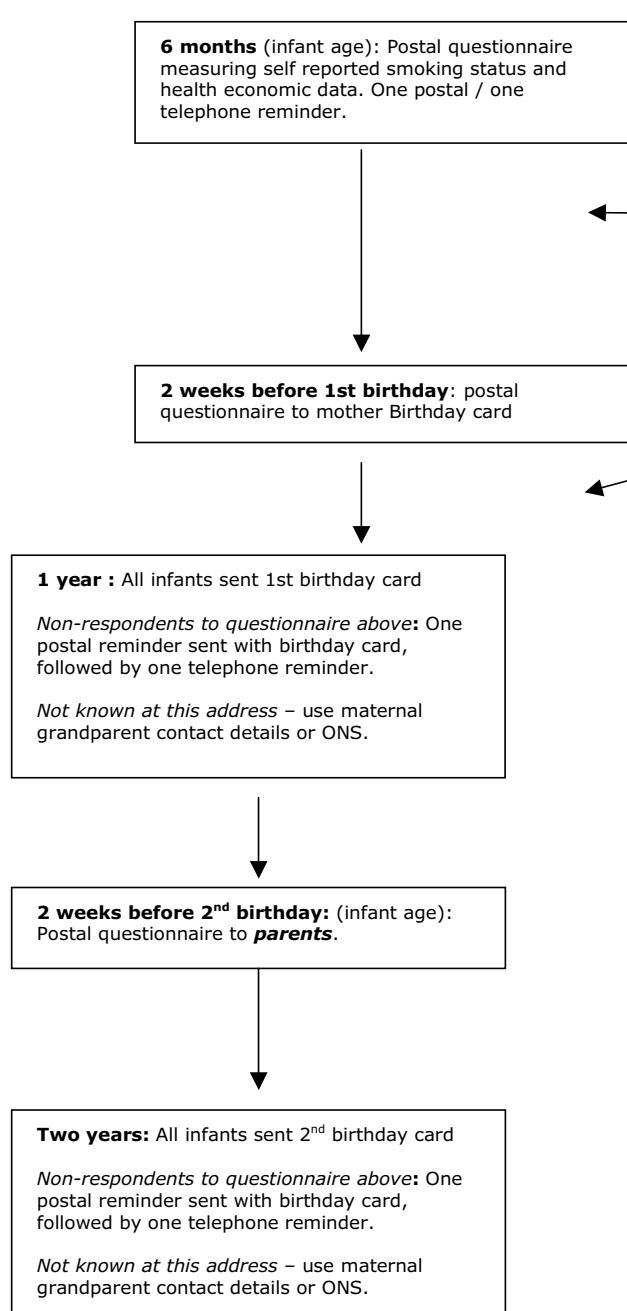 6 months (infant age): Postal questionnaire
measuring self reported smoking status and
health economic data. One postal / one
telephone reminder.
2 weeks before 1st birthday: postal
questionnaire to mother Birthday card
1 year : All infants sent 1st birthday card
Non-respondents to questionnaire above: One
postal reminder sent with birthday card,
followed by one telephone reminder.
Not known at this address – use maternal
grandparent contact details or ONS.
2 weeks before 2nd birthday: (infant age):
Postal questionnaire to parents.
Two years: All infants sent 2nd birthday card
Non-respondents to questionnaire above: One
postal reminder sent with birthday card,
followed by one telephone reminder.
Not known at this address – use maternal
grandparent contact details or ONS.